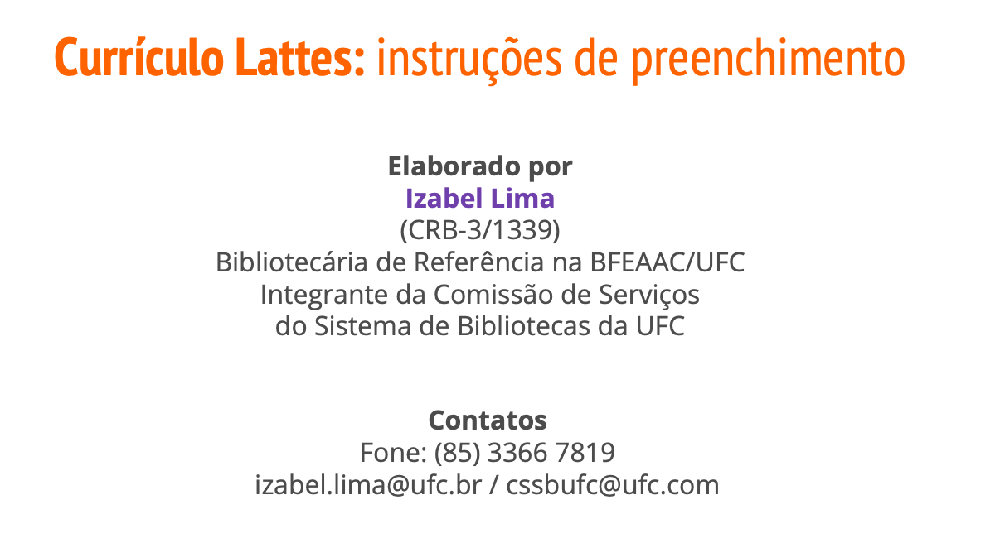 Currículo Lattes: instruções de preenchimento
Elaborado por
Izabel Lima
(CRB-3/1339)
Bibliotecária de Referência na BFEAAC/UFC
Integrante da Comissão de Serviços
do Sistema de Bibliotecas da UFC
Contatos
Fone: (85) 3366 7819
izabel.lima@ufc.br / cssbufc@ufc.com